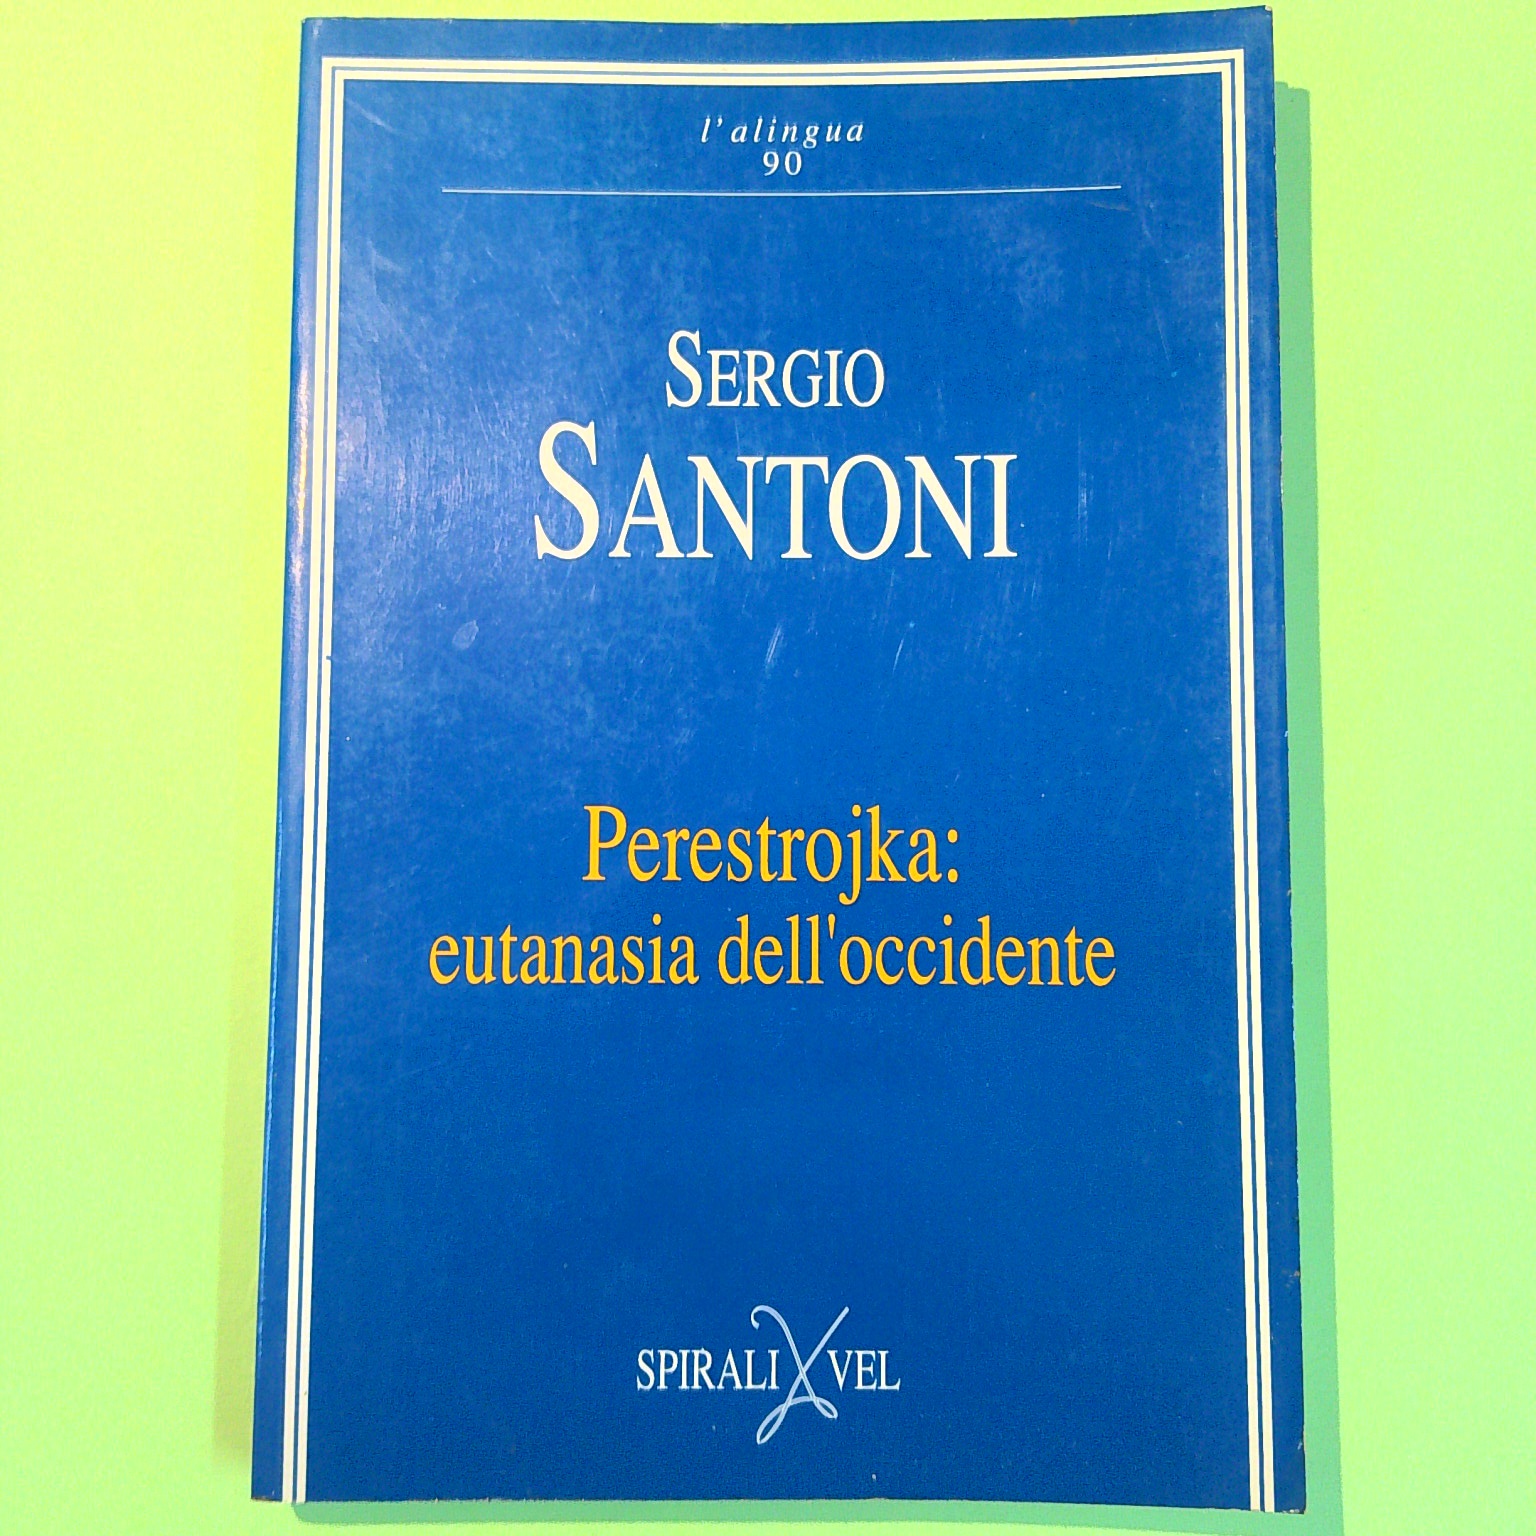 l'alingua
90
SERGIO
SANTONI
Perestrojka:
eutanasia dell'occidente
SPIRALI VEL